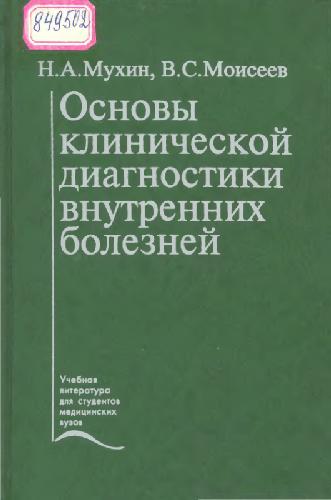 849502
Н.А.Мухин, В.С.Моисеев
Основы
клинической
диагностики
внутренних
болезней
Учебная
литература
для студентов
медицинских
вузов